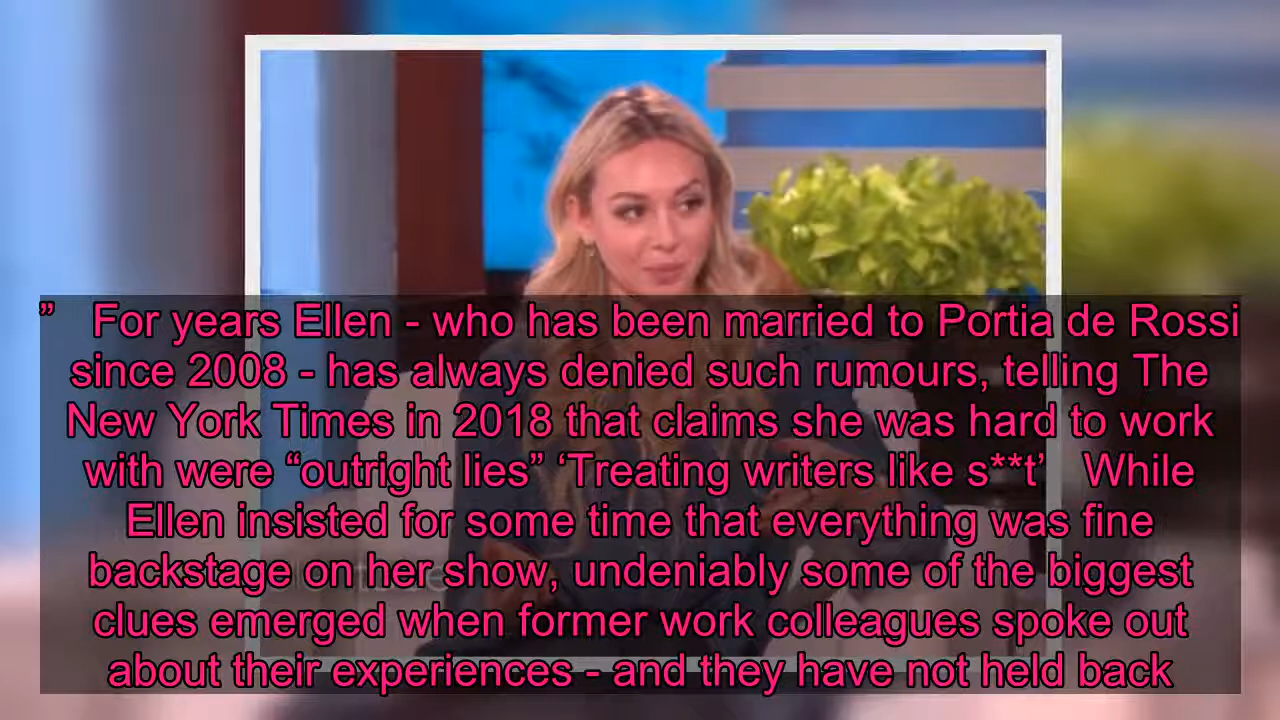 ” For years Ellen - who has been married to Portia de Rossi
since 2008 - has always denied such rumours, telling The
New York Times in 2018 that claims she was hard to work
with were “outright lies” ‘Treating writers like s**t’ While
Ellen insisted for some time that everything was fine
backstage on her show, undeniably some of the biggest
clues emerged when former work colleagues spoke out
about their experiences - and they have not held back